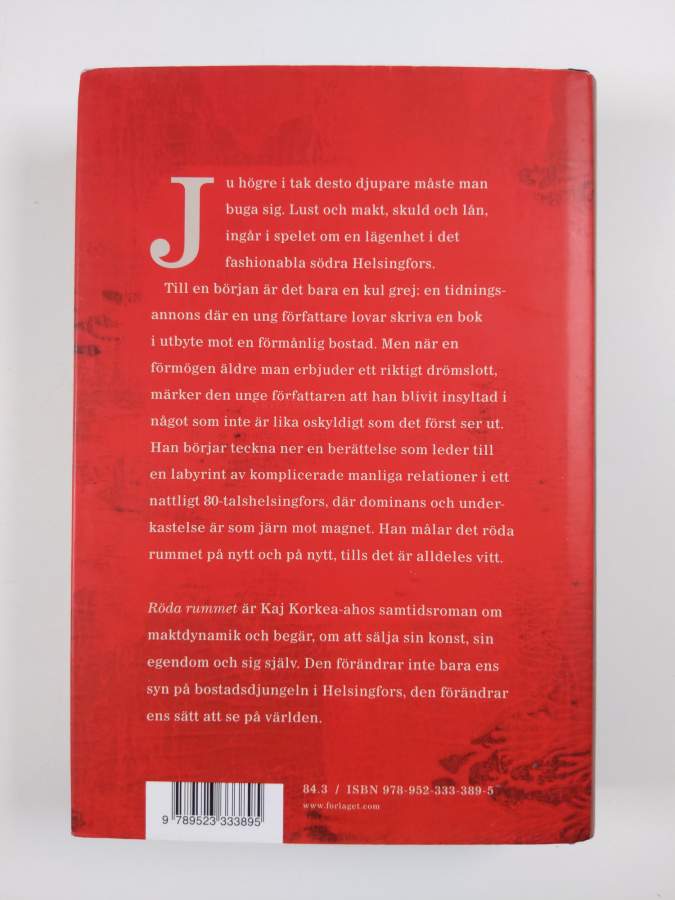 Ju högre i tak desto djupare måste man
buga sig. Lust och makt, skuld och lån,
ingår i spelet om en lägenhet i det
fashionabla södra Helsingfors.
Till en början är det bara en kul grej: en tidnings-
annons där en ung författare lovar skriva en bok
i utbyte mot en förmånlig bostad. Men när en
förmögen äldre man erbjuder ett riktigt drömslott,
märker den unge författaren att han blivit insyltad i
något som inte är lika oskyldigt som det först ser ut.
Han börjar teckna ner en berättelse som leder till
en labyrint av komplicerade manliga relationer i ett
nattligt 80-talshelsingfors, där dominans och under-
kastelse är som järn mot magnet. Han målar det röda
rummet på nytt och på nytt, tills det är alldeles vitt.
Röda rummet är Kaj Korkea-ahos samtidsroman om
maktdynamik och begär, om att sälja sin konst, sin
egendom och sig själv. Den förändrar inte bara ens
syn på bostadsdjungeln i Helsingfors, den förändrar
ens sätt att se på världen.
84.3 / ISBN 978-952-333-389-5
www.forlaget.com
9 789523 333895